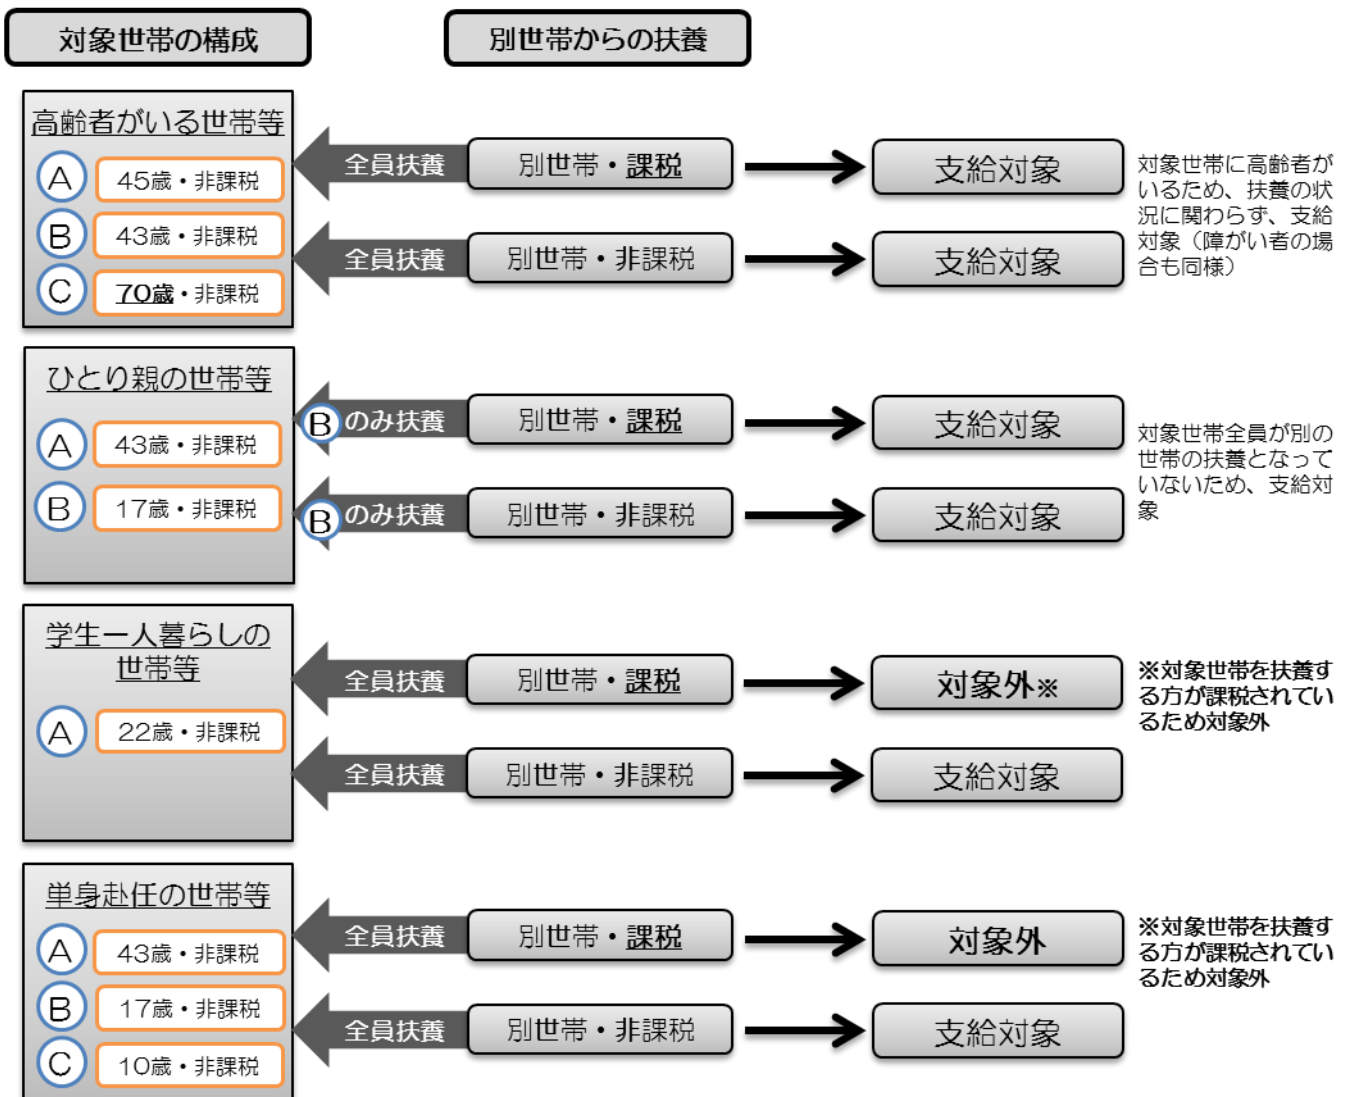 対象世帯の構成
別世帯からの扶養
高齢者がいる世帯等
A
45歳・非課税
B
43歳・非課税
C
70歳・非課税
全員扶養
別世帯・課税
支給対象
全員扶養
別世帯・非課税
支給対象
対象世帯に高齢者が
いるため、扶養の状
況に関わらず、支給
対象（障がい者の場
合も同様）
ひとり親の世帯等
A
43歳・非課税
B
17歳・非課税
Bのみ扶養
別世帯・課税
支給対象
Bのみ扶養
別世帯・非課税
支給対象
対象世帯全員が別の
世帯の扶養となって
いないため、支給対
象
学生一人暮らしの
世帯等
A
22歳・非課税
全員扶養
別世帯・課税
対象外※
全員扶養
別世帯・非課税
支給対象
※対象世帯を扶養す
る方が課税されてい
るため対象外
単身赴任の世帯等
A
43歳・非課税
B
17歳・非課税
C
10歳・非課税
全員扶養
別世帯・課税
対象外
全員扶養
別世帯・非課税
支給対象
※対象世帯を扶養す
る方が課税されてい
るため対象外